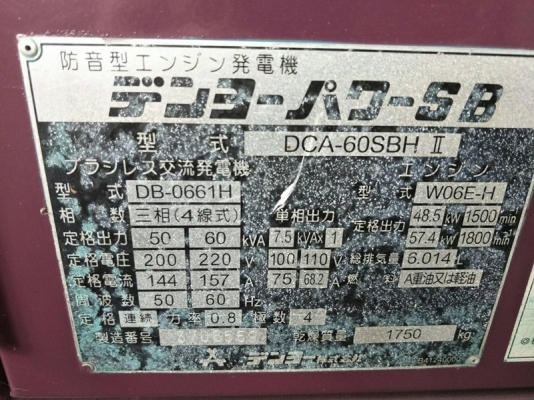 防音型エンジン発電機
デンヨーパワーSB
型式 DCA-60SBH II
ブラシレス交流発電機 エンジン
型式 DB-0661H 型式 W06E-H
相数 三相(4線式) 単相出力 定格出力 48.5 kW 1500 min⁻¹
定格出力 50 60 kVA 7.5 kVA× 1 57.4 kW 1800 min⁻¹
定格電圧 200 220 V 100 110 V 総排気量 6.014 L
定格電流 144 157 A 75 68.2 A 燃料 A重油又は軽油
周波数 50 60 Hz
定格 連続 力率 0.8 極数 4
製造番号 乾燥質量 1750 kg
デンヨー株式会社